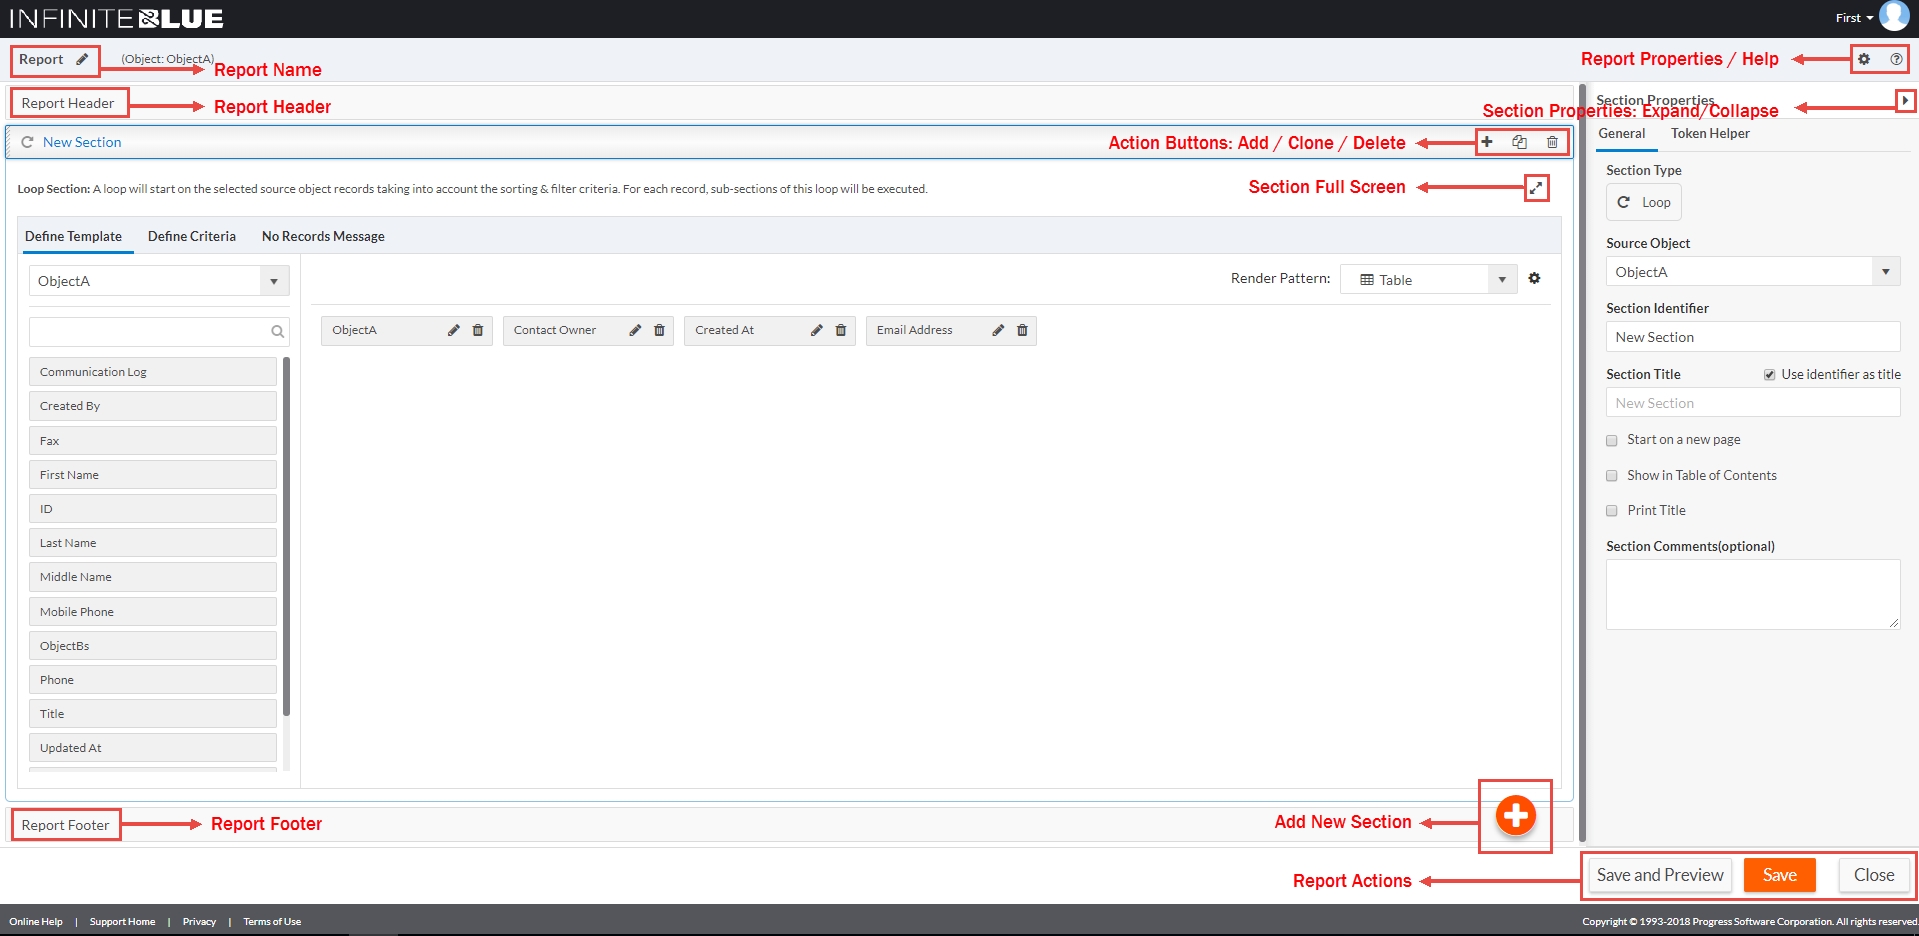 INFINITEBLUE
First
Report
(Object: ObjectA)
Report Name
Report Properties / Help
Report Header
Report Header
Section Properties
Section Properties: Expand/Collapse
New Section
Action Buttons: Add / Clone / Delete
General
Token Helper
Loop Section: A loop will start on the selected source object records taking into account the sorting & filter criteria. For each record, sub-sections of this loop will be executed.
Section Full Screen
Define Template
Define Criteria
No Records Message
ObjectA
Render Pattern:
Table
ObjectA
Contact Owner
Created At
Email Address
Communication Log
Created By
Fax
First Name
ID
Last Name
Middle Name
Mobile Phone
ObjectBs
Phone
Title
Updated At
Section Type
Loop
Source Object
ObjectA
Section Identifier
New Section
Section Title
Use identifier as title
New Section
Start on a new page
Show in Table of Contents
Print Title
Section Comments(optional)
Report Footer
Report Footer
Add New Section
Report Actions
Save and Preview
Save
Close
Online Help | Support Home | Privacy | Terms of Use
Copyright © 1993-2018 Progress Software Corporation. All rights reserved.